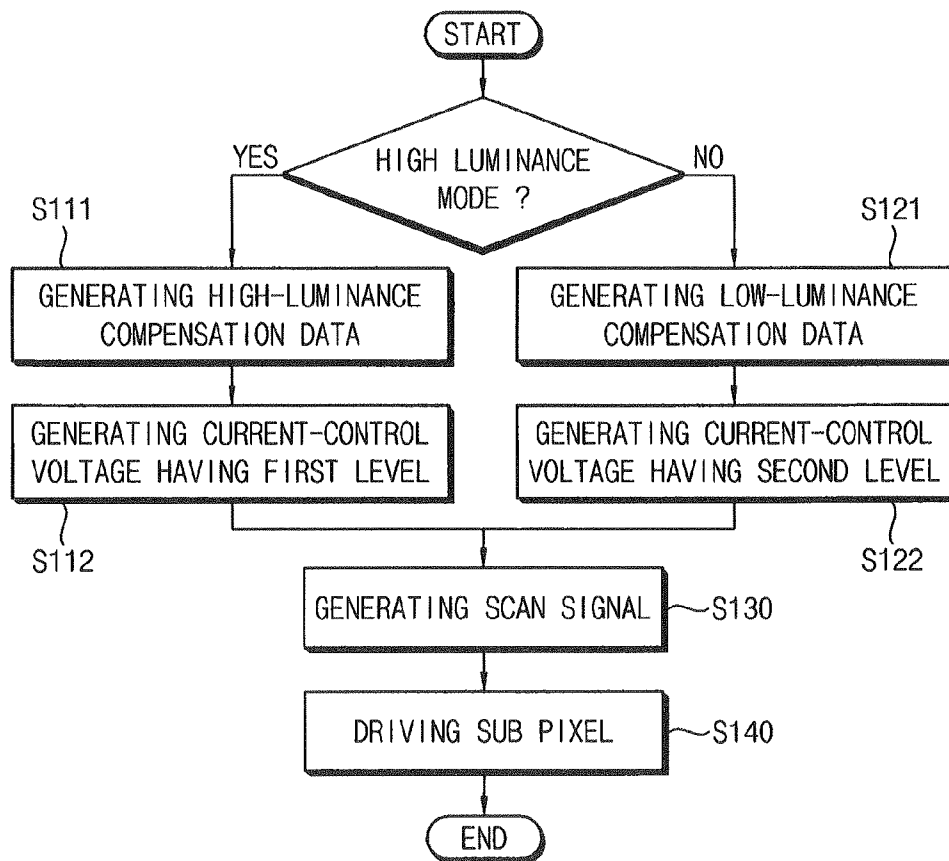 START
HIGH LUMINANCE
MODE ?
YES
NO
S111
S121
GENERATING HIGH-LUMINANCE
COMPENSATION DATA
GENERATING LOW-LUMINANCE
COMPENSATION DATA
GENERATING CURRENT-CONTROL
VOLTAGE HAVING FIRST LEVEL
GENERATING CURRENT-CONTROL
VOLTAGE HAVING SECOND LEVEL
S112
S122
GENERATING SCAN SIGNAL
S130
DRIVING SUB PIXEL
S140
END